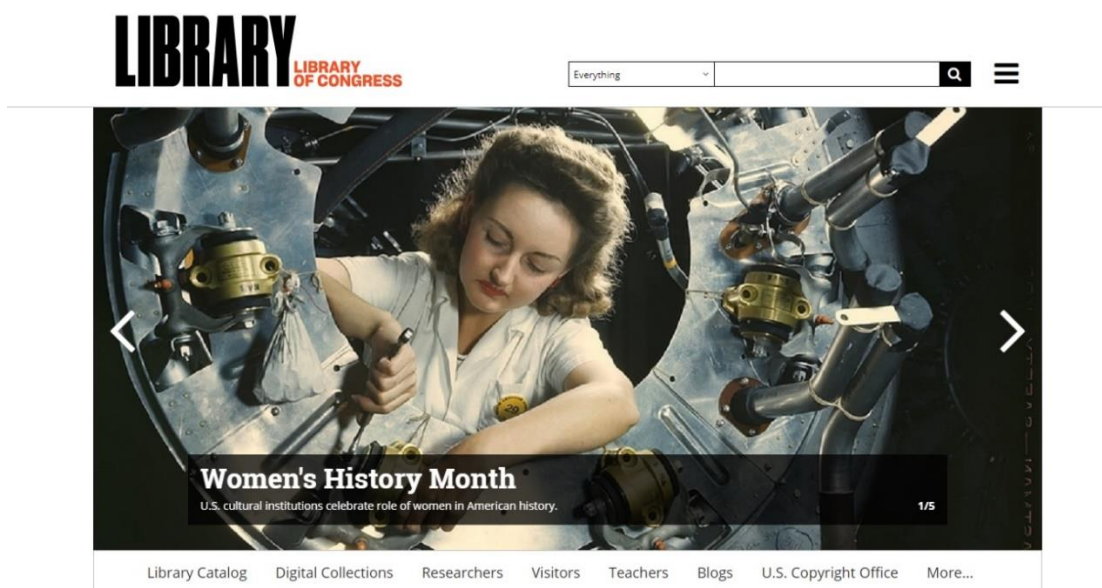 LIBRARY
LIBRARY
OF CONGRESS
Everything
Women's History Month
U.S. cultural institutions celebrate role of women in American history.
1/5
Library Catalog Digital Collections Researchers Visitors Teachers Blogs U.S. Copyright Office More...